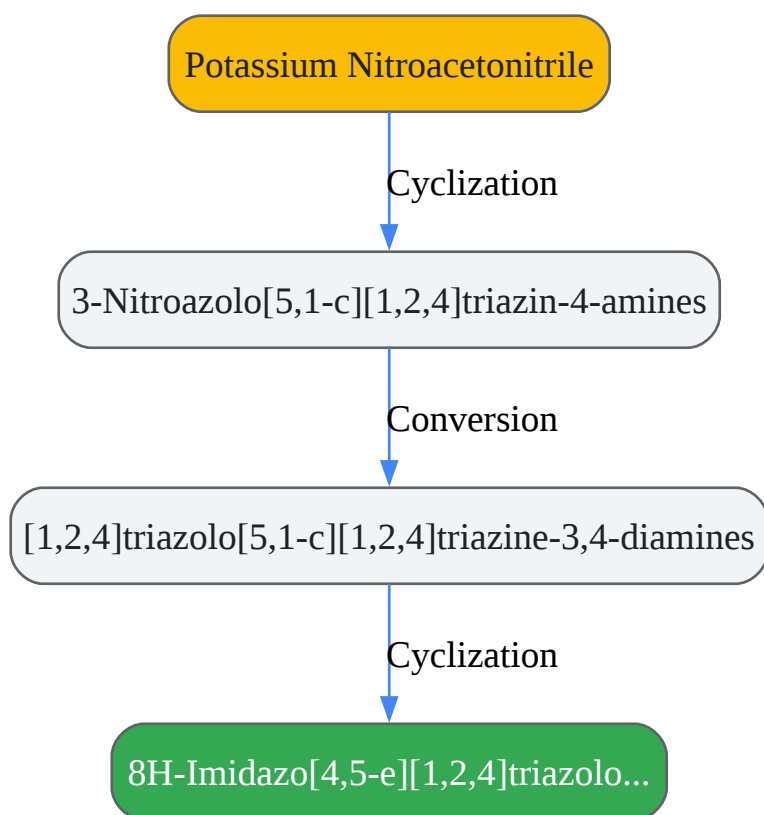 Potassium Nitroacetonitrile
Cyclization
3-Nitroazolo[5,1-c][1,2,4]triazin-4-amines
Conversion
[1,2,4]triazolo[5,1-c][1,2,4]triazine-3,4-diamines
Cyclization
8H-Imidazo[4,5-e][1,2,4]triazolo...